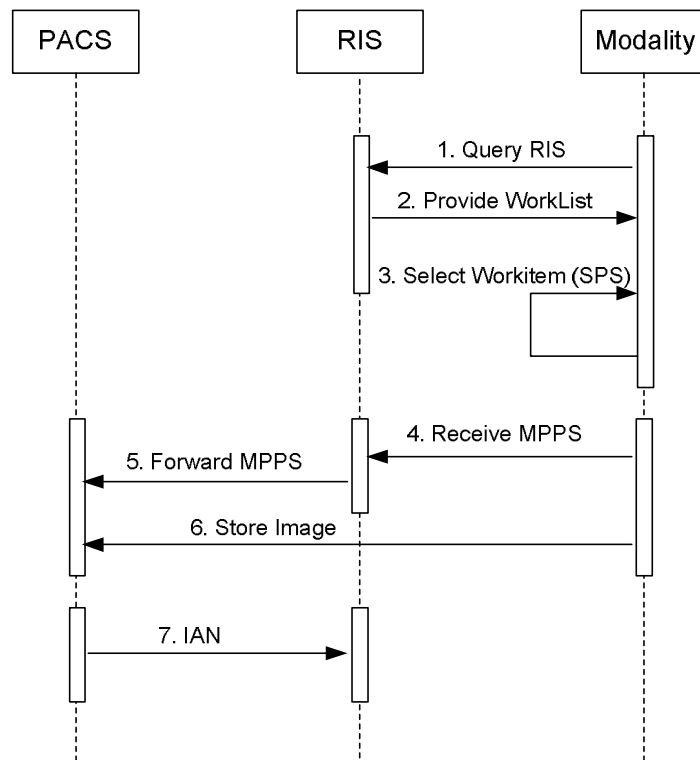 PACS
RIS
Modality
1. Query RIS
2. Provide WorkList
3. Select Workitem (SPS)
4. Receive MPPS
5. Forward MPPS
6. Store Image
7. IAN